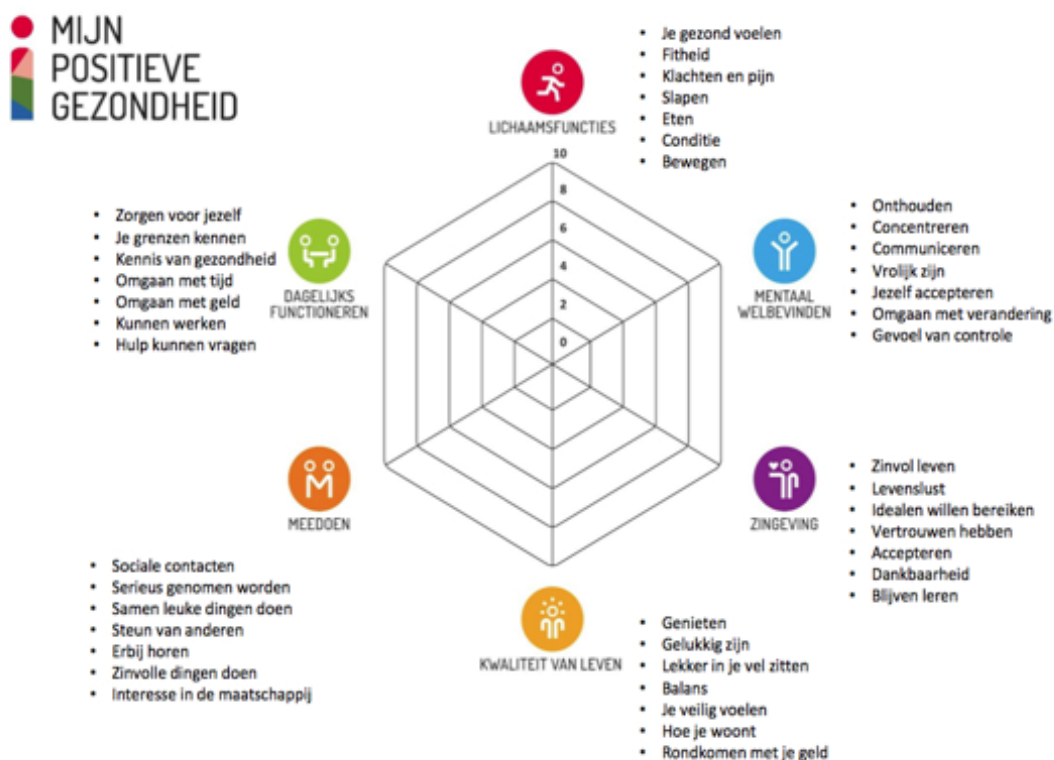 MIJN
POSITIEVE
GEZONDHEID
LICHAAMSFUNCTIES
• Je gezond voelen
• Fitheid
• Klachten en pijn
• Slapen
• Eten
• Conditie
• Bewegen
10
8
6
4
2
0
MENTAAL
WELBEVINDEN
• Onthouden
• Concentreren
• Communiceren
• Vrolijk zijn
• Jezelf accepteren
• Omgaan met verandering
• Gevoel van controle
ZINGEVING
• Zinvol leven
• Levenslust
• Idealen willen bereiken
• Vertrouwen hebben
• Accepteren
• Dankbaarheid
• Blijven leren
KWALITEIT VAN LEVEN
• Genieten
• Gelukkig zijn
• Lekker in je vel zitten
• Balans
• Je veilig voelen
• Hoe je woont
• Rondkomen met je geld
MEEDOEN
• Sociale contacten
• Serieus genomen worden
• Samen leuke dingen doen
• Steun van anderen
• Erbij horen
• Zinvolle dingen doen
• Interesse in de maatschappij
DAGELIJKS
FUNCTIONEREN
• Zorgen voor jezelf
• Je grenzen kennen
• Kennis van gezondheid
• Omgaan met tijd
• Omgaan met geld
• Kunnen werken
• Hulp kunnen vragen